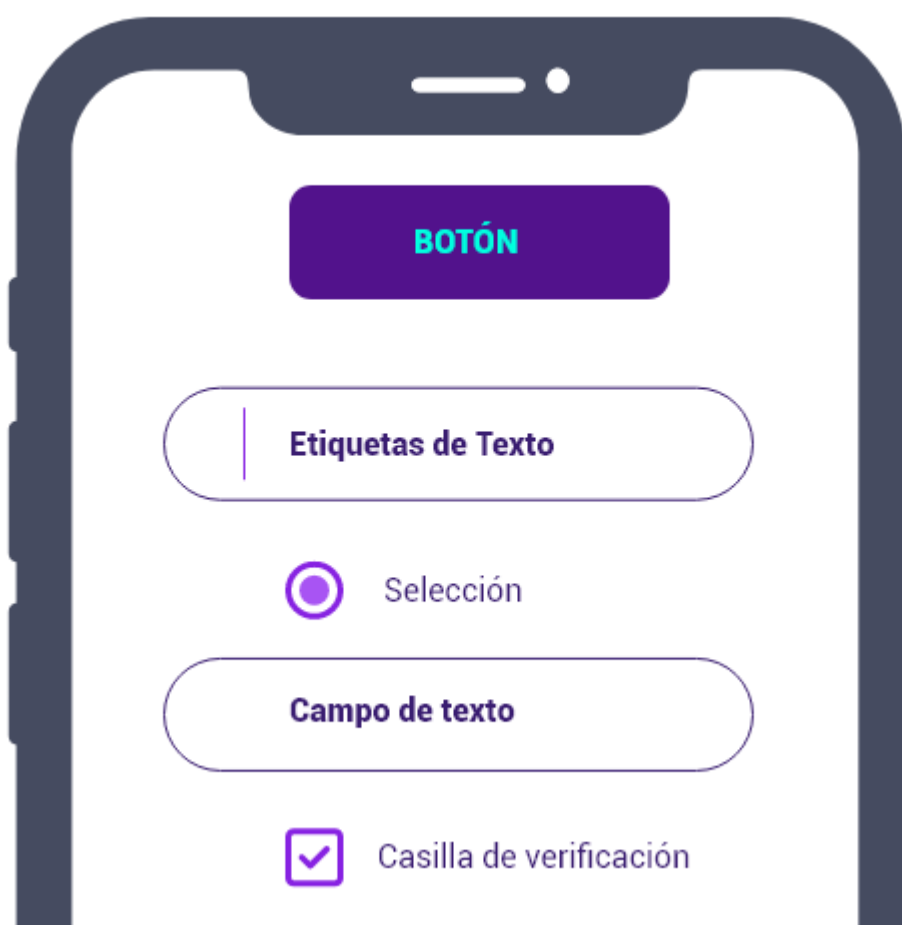 BOTÓN
Etiquetas de Texto
Selección
Campo de texto
Casilla de verificación